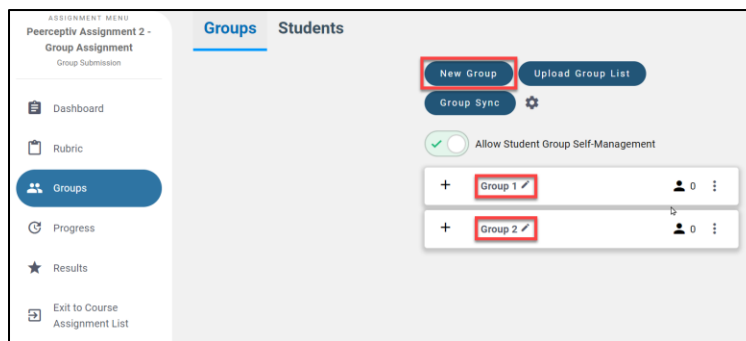 ASSIGNMENT MENU
Peerceptiv Assignment 2 -
Group Assignment
Group Submission
Dashboard
Rubric
Groups
Progress
Results
Exit to Course
Assignment List
Groups Students
New Group Upload Group List
Group Sync
Allow Student Group Self-Management
+ Group 1 0
+ Group 2 0